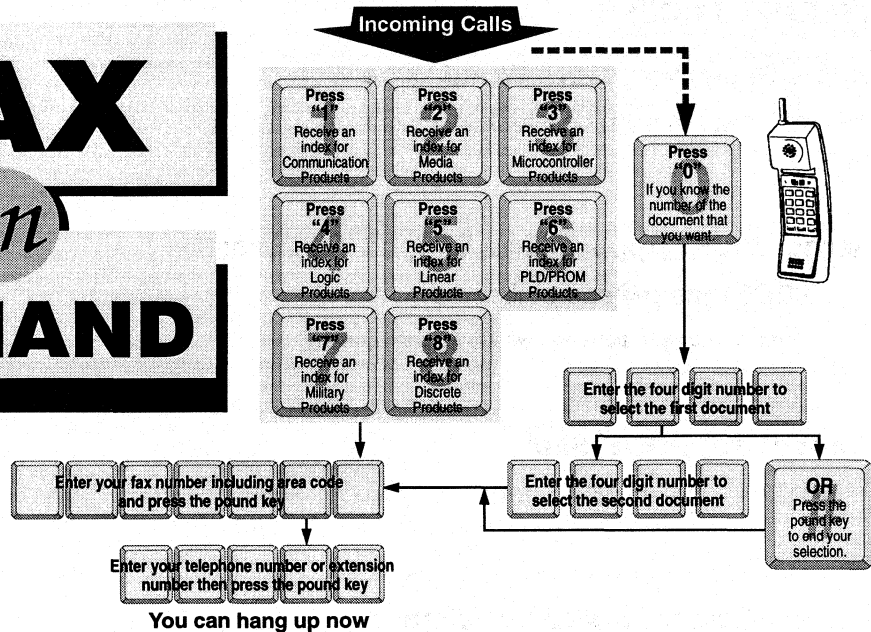 Incoming Calls
AX
n
MAND
Press
"1"
Receive an
index for
Communication
Products
Press
"2"
Receive an
index for
Media
Products
Press
"3"
Receive an
index for
Microcontroller
Products
Press
"0"
If you know the
number of the
document that
you want.
Press
"4"
Receive an
index for
Logic
Products
Press
"5"
Receive an
index for
Linear
Products
Press
"6"
Receive an
index for
PLD/PROM
Products
Press
"7"
Receive an
index for
Military
Products
Press
"8"
Receive an
index for
Discrete
Products
Enter the four digit number to
select the first document
Enter your fax number including area code
and press the pound key
Enter the four digit number to
select the second document
OR
Press the
pound key
to end your
selection.
Enter your telephone number or extension
number then press the pound key
You can hang up now